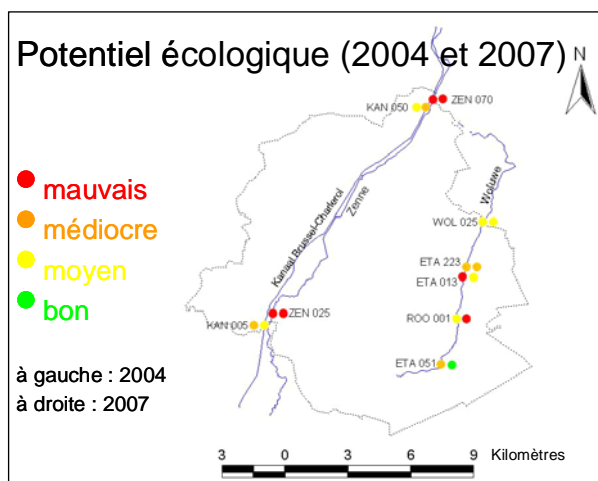 Potentiel écologique (2004 et 2007)
N
KAN 050
ZEN 070
mauvais
médiocre
moyen
bon
Kanaal Brussel-Charleroi
Zenne
Woluwe
WOL 025
ETA 223
ETA 013
ROO 001
ETA 051
ZEN 025
KAN 005
à gauche : 2004
à droite : 2007
3 0 3 6 9 Kilomètres